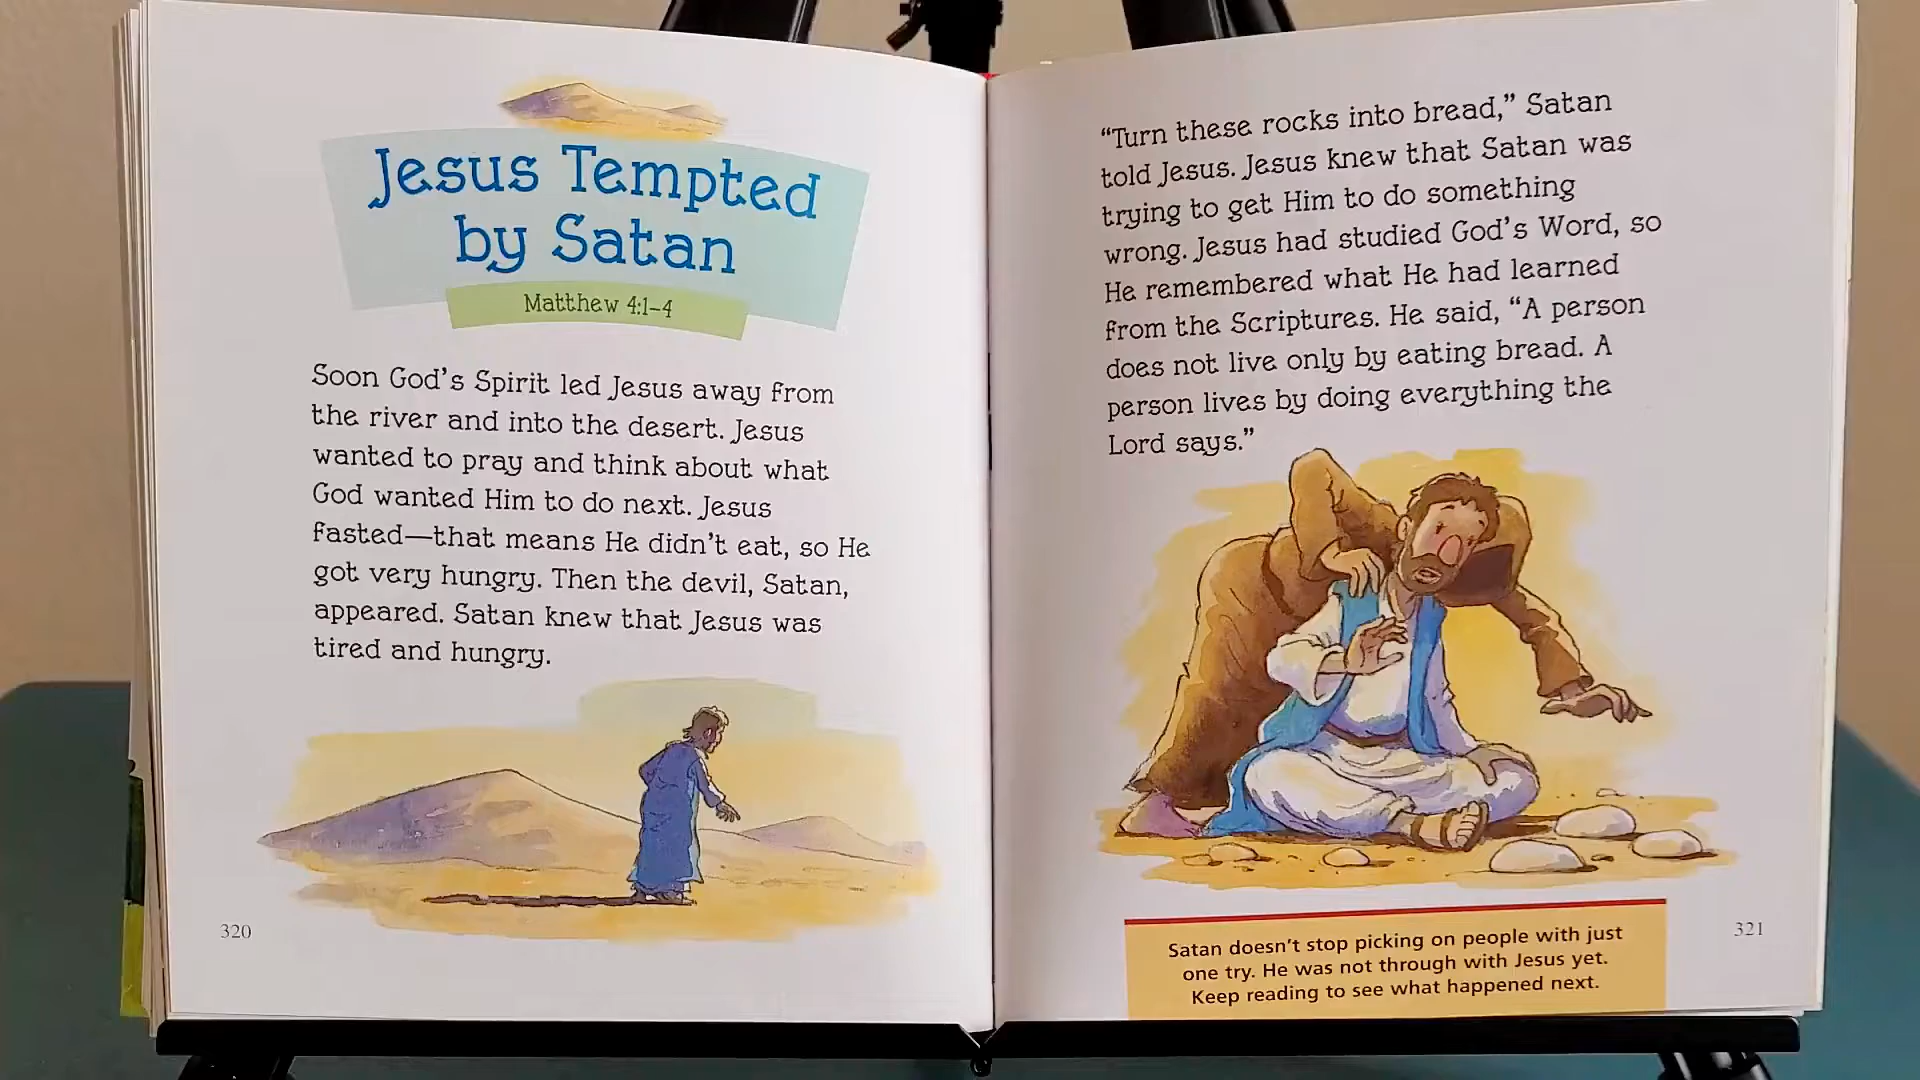 Jesus Tempted
by Satan
Matthew 4:1–4
Soon God's Spirit led Jesus away from
the river and into the desert. Jesus
wanted to pray and think about what
God wanted Him to do next. Jesus
fasted—that means He didn't eat, so He
got very hungry. Then the devil, Satan,
appeared. Satan knew that Jesus was
tired and hungry.
320
“Turn these rocks into bread,” Satan
told Jesus. Jesus knew that Satan was
trying to get Him to do something
wrong. Jesus had studied God's Word, so
He remembered what He had learned
from the Scriptures. He said, “A person
does not live only by eating bread. A
person lives by doing everything the
Lord says.”
Satan doesn't stop picking on people with just
one try. He was not through with Jesus yet.
Keep reading to see what happened next.
321